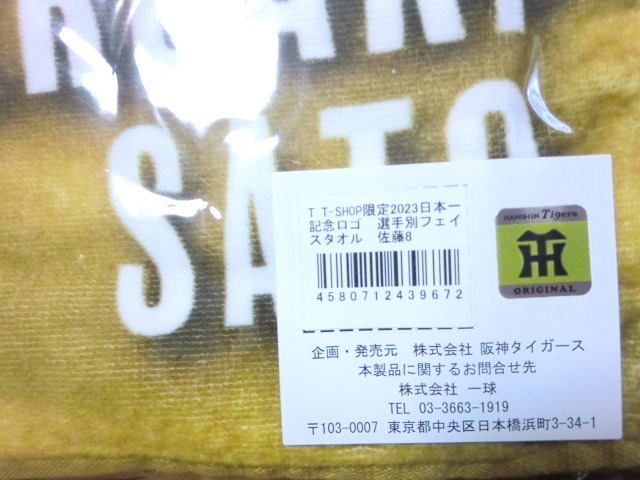 SATO
T T-SHOP限定2023日本一
記念ロゴ 選手別フェイ
スタオル 佐藤8
4580712439672
HANSHIN Tigers
TH
ORIGINAL
企画・発売元 株式会社 阪神タイガース
本製品に関するお問合せ先
株式会社 一球
TEL 03-3663-1919
〒103-0007 東京都中央区日本橋浜町3-34-1